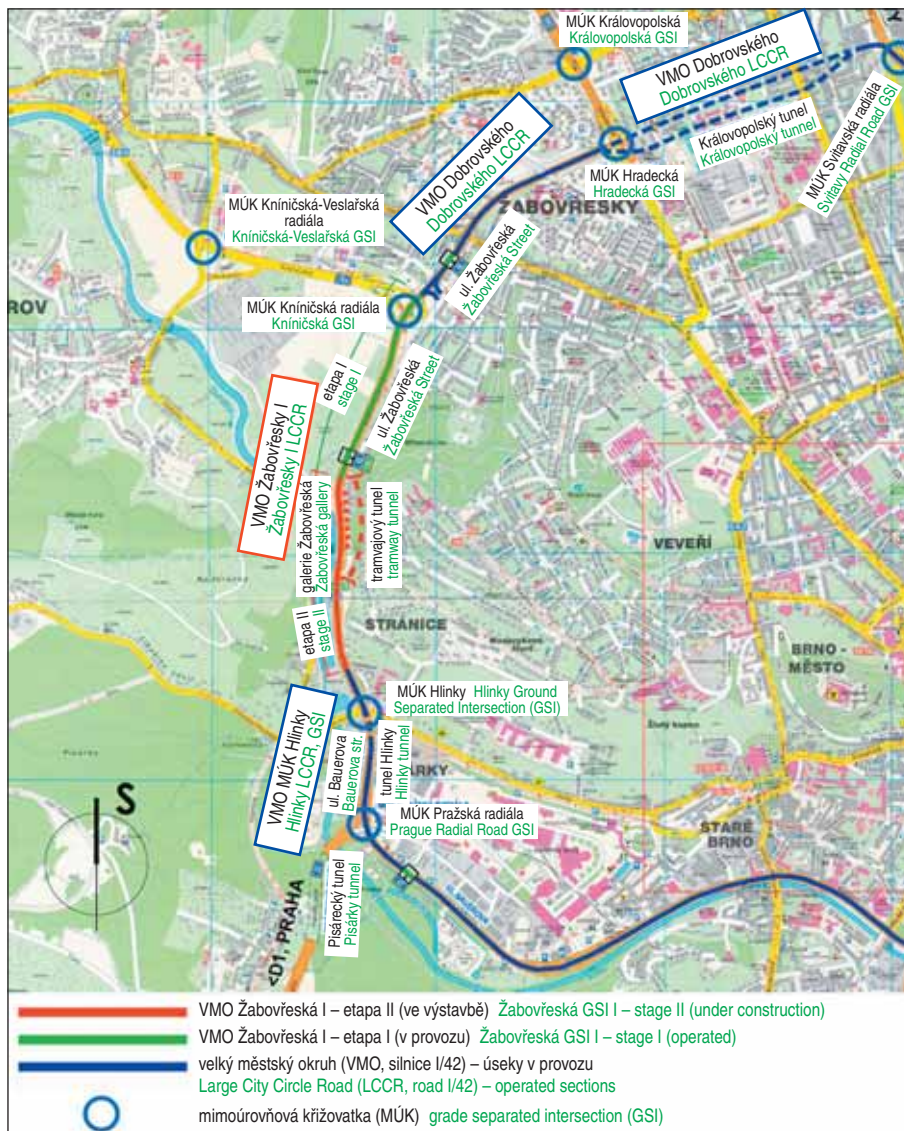 MÚK Královopolská
Královopolská GSI
VMO Dobrovského
Dobrovského LCCR
VMO Dobrovského
Dobrovského LCCR
Královopolský tunel
Královopolský tunnel
MÚK Svitavská radiála
Svitavy Radial Road GSI
MÚK Hradecká
Hradecká GSI
ŽABOVŘESKY
MÚK Kníničská-Veslařská
radiála
Kníničská-Veslařská GSI
ul. Žabovřeská
Žabovřeská Street
MÚK Kníničská radiála
Kníničská GSI
ROV
etapa I
stage I
ul. Žabovřeská
Žabovřeská Street
VMO Žabovřesky I
Žabovřesky I LCCR
galerie Žabovřeská
Žabovřeská gallery
tramvajový tunel
tramway tunnel
VEVEŘÍ
etapa II
stage II
STRÁNICE
BRNO-
MĚSTO
MÚK Hlinky Hlinky Ground
Separated Intersection (GSI)
VMO MÚK Hlinky
Hlinky LCCR, GSI
ul. Bauerova
Bauerova str.
tunel Hlinky
Hlinky tunnel
ÁRKY
MÚK Pražská radiála
Prague Radial Road GSI
STARÉ
BRNO
S
Pisárecký tunel
Pisárky tunnel
<D1, PRAHA
VMO Žabovřeská I – etapa II (ve výstavbě) Žabovřeská GSI I – stage II (under construction)
VMO Žabovřeská I – etapa I (v provozu) Žabovřeská GSI I – stage I (operated)
velký městský okruh (VMO, silnice I/42) – úseky v provozu
Large City Circle Road (LCCR, road I/42) – operated sections
mimoúrovňová křižovatka (MÚK) grade separated intersection (GSI)